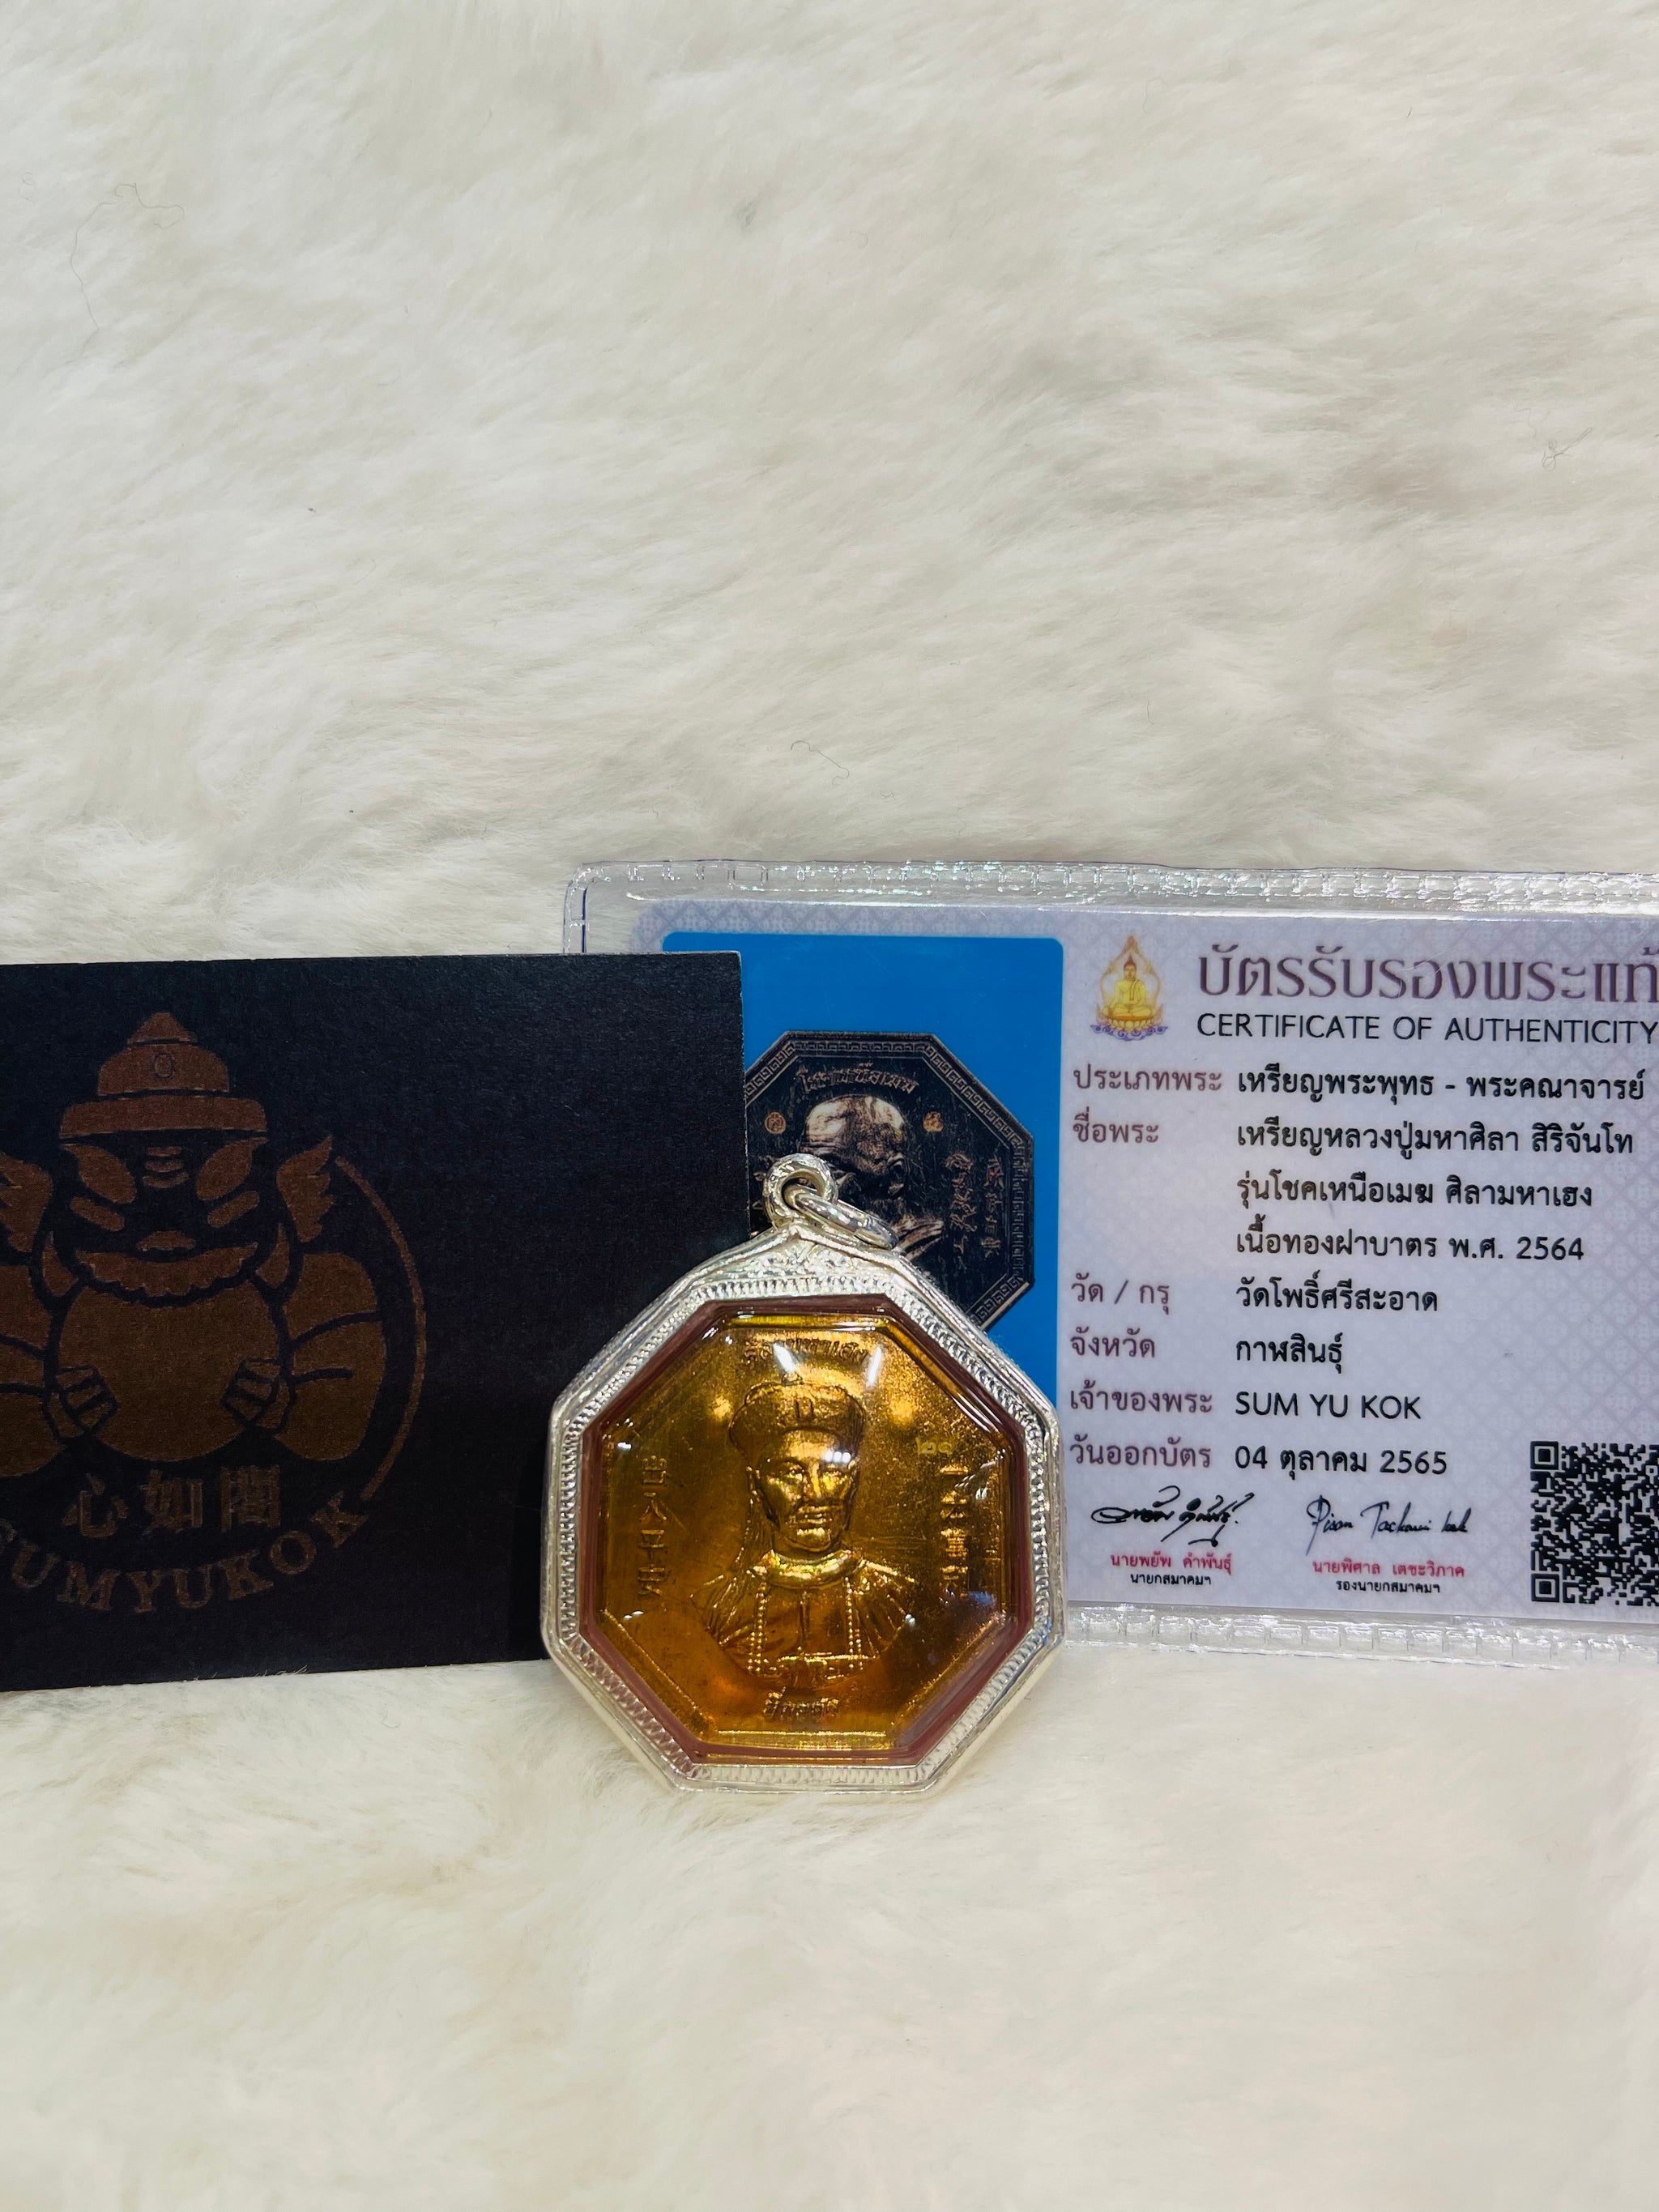 心如閣
SUMYUKOK
บัตรรับรองพระแท้
CERTIFICATE OF AUTHENTICITY
ประเภทพระ เหรียญพระพุทธ - พระคณาจารย์
ชื่อพระ เหรียญหลวงปู่มหาศิลา สิริจันโท
รุ่นโชคเหนือเมฆ ศิลามหาเฮง
เนื้อทองฝาบาตร พ.ศ. 2564
วัด / กรุ วัดโพธิ์ศรีสะอาด
จังหวัด กาฬสินธุ์
เจ้าของพระ SUM YU KOK
วันออกบัตร 04 ตุลาคม 2565
นายพยัพ คำพันธุ์
นายกสมาคมฯ
นายพิศาล เตชะวิภาค
รองนายกสมาคมฯ